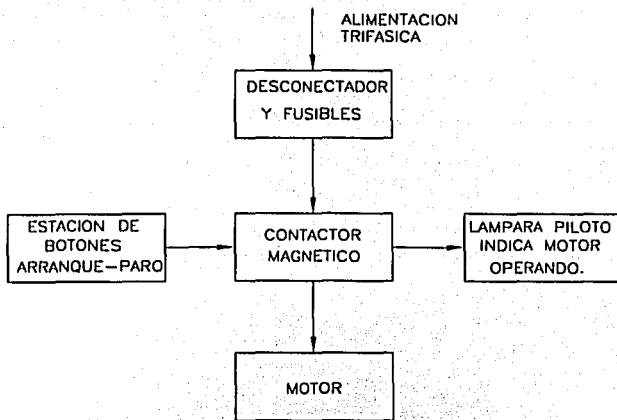 ALIMENTACION
TRIFASICA
DESCONECTADOR
Y FUSIBLES
ESTACION DE
BOTONES
ARRANQUE-PARO
CONTACTOR
MAGNETICO
LAMPARA PILOTO
INDICA MOTOR
OPERANDO.
MOTOR